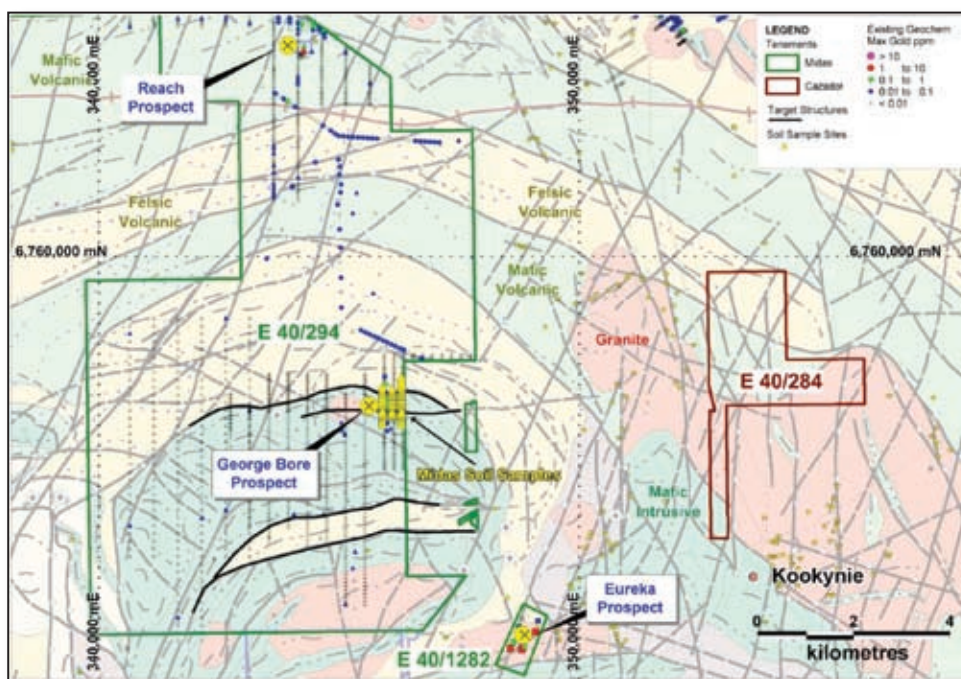 LEGEND
Tenements
Midas
Cazador
Target Structures
Soil Sample Sites
Existing Geochem
Max Gold ppm
> 10
1 to 10
0.1 to 1
0.01 to 0.1
< 0.01
340,000 mE
350,000 mE
Mafic
Volcanic
Reach
Prospect
Felsic
Volcanic
Felsic
Volcanic
6,760,000 mN
6,760,000 mN
Mafic
Volcanic
E 40/294
Granite
E 40/284
George Bore
Prospect
Midas Soil Samples
Mafic
Intrusive
Kookynie
Eureka
Prospect
340,000 mE
350,000 mE
E 40/1282
0 2 4
kilometres